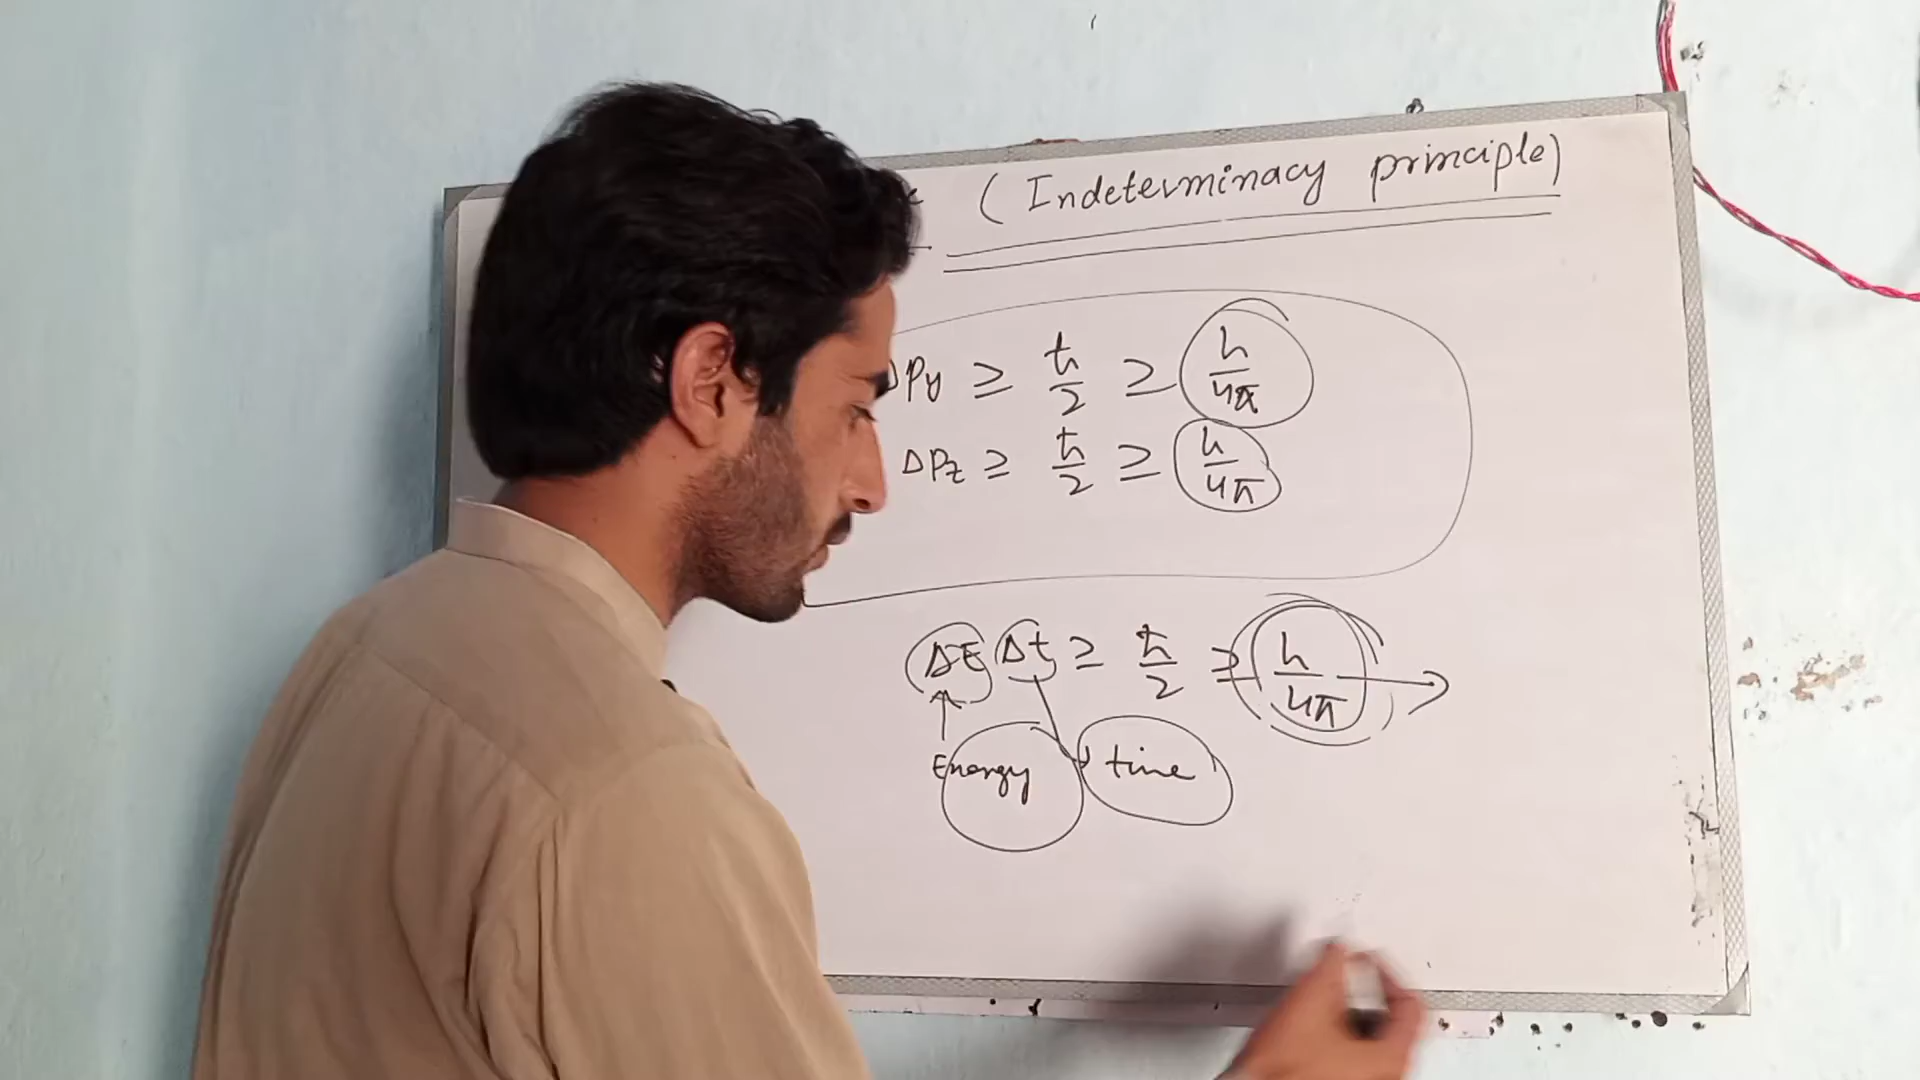 ( Indeterminacy principle)
Py ≥ ħ/2 ≥ h/4π
ΔPz ≥ ħ/2 ≥ h/4π
ΔE Δt ≥ ħ/2 ≥ h/4π
Energy time